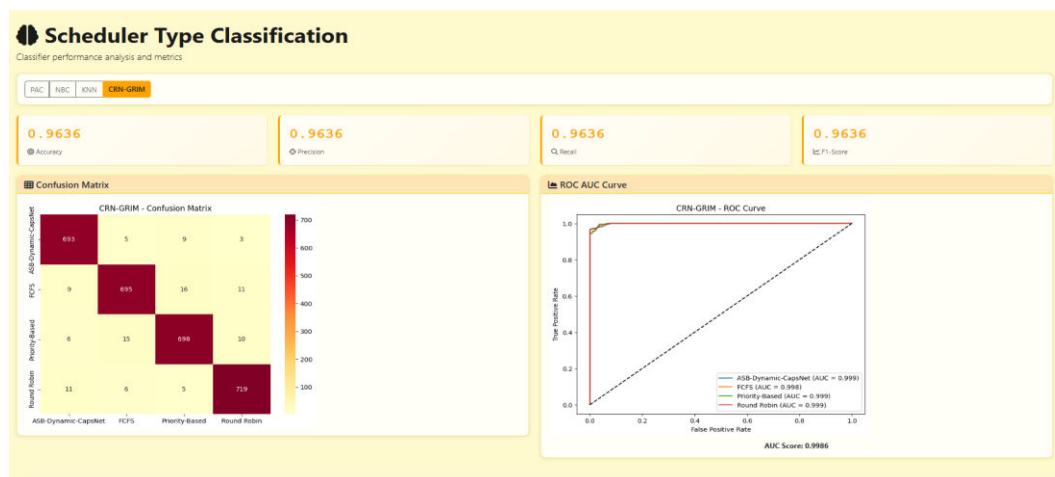 Scheduler Type Classification
Classifier performance analysis and metrics
PAC NBC KNN CRN-GRIM
0.9636 0.9636 0.9636 0.9636
Accuracy Precision Recall F1-Score
Confusion Matrix
CRN-GRIM - Confusion Matrix
ASB-Dynamic-CapsNet
FCFS
Priority-Based
Round Robin
693 5 9 3
9 695 16 11
6 15 698 10
11 6 5 719
ASB-Dynamic-CapsNet FCFS Priority-Based Round Robin
700
600
500
400
300
200
100
ROC AUC Curve
CRN-GRIM - ROC Curve
True Positive Rate
1.0
0.8
0.6
0.4
0.2
0.0
ASB-Dynamic-CapsNet (AUC = 0.999)
FCFS (AUC = 0.998)
Priority-Based (AUC = 0.999)
Round Robin (AUC = 0.999)
0.0 0.2 0.4 0.6 0.8 1.0
False Positive Rate
AUC Score: 0.9986